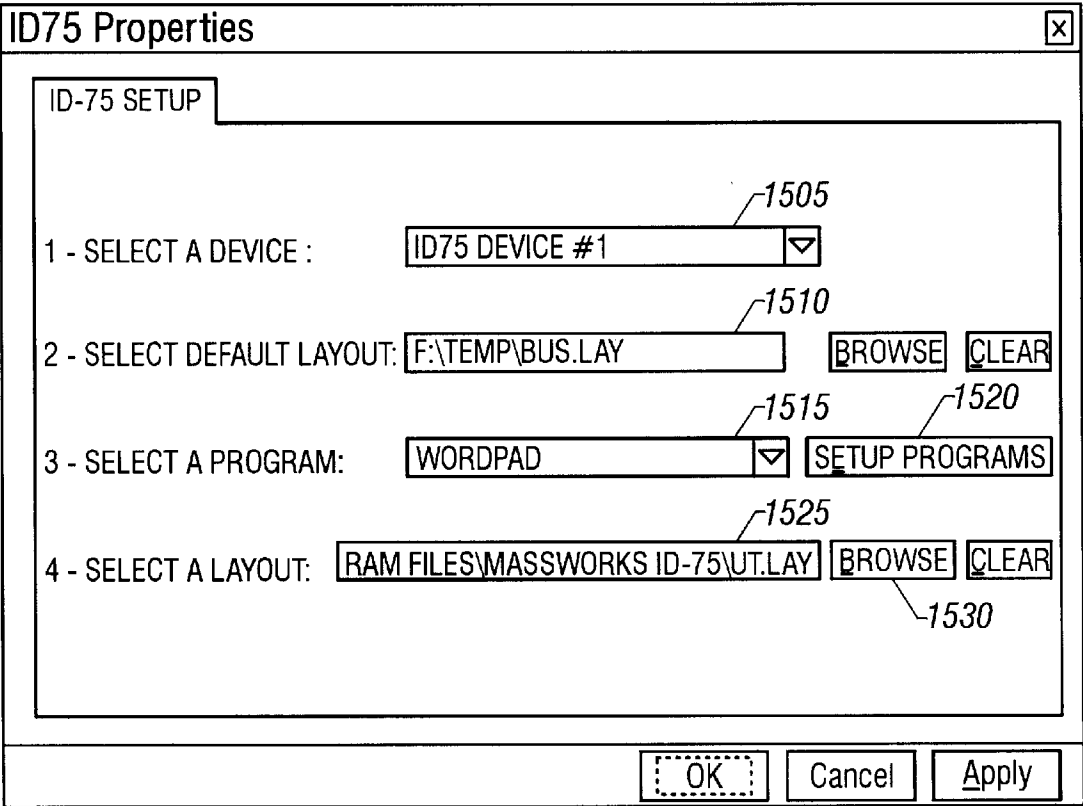 ID75 Properties
ID-75 SETUP
1505
1 - SELECT A DEVICE : ID75 DEVICE #1
1510
2 - SELECT DEFAULT LAYOUT: F:\TEMP\BUS.LAY BROWSE CLEAR
1515 1520
3 - SELECT A PROGRAM: WORDPAD SETUP PROGRAMS
1525
4 - SELECT A LAYOUT: RAM FILES\MASSWORKS ID-75\UT.LAY BROWSE CLEAR
1530
OK Cancel Apply